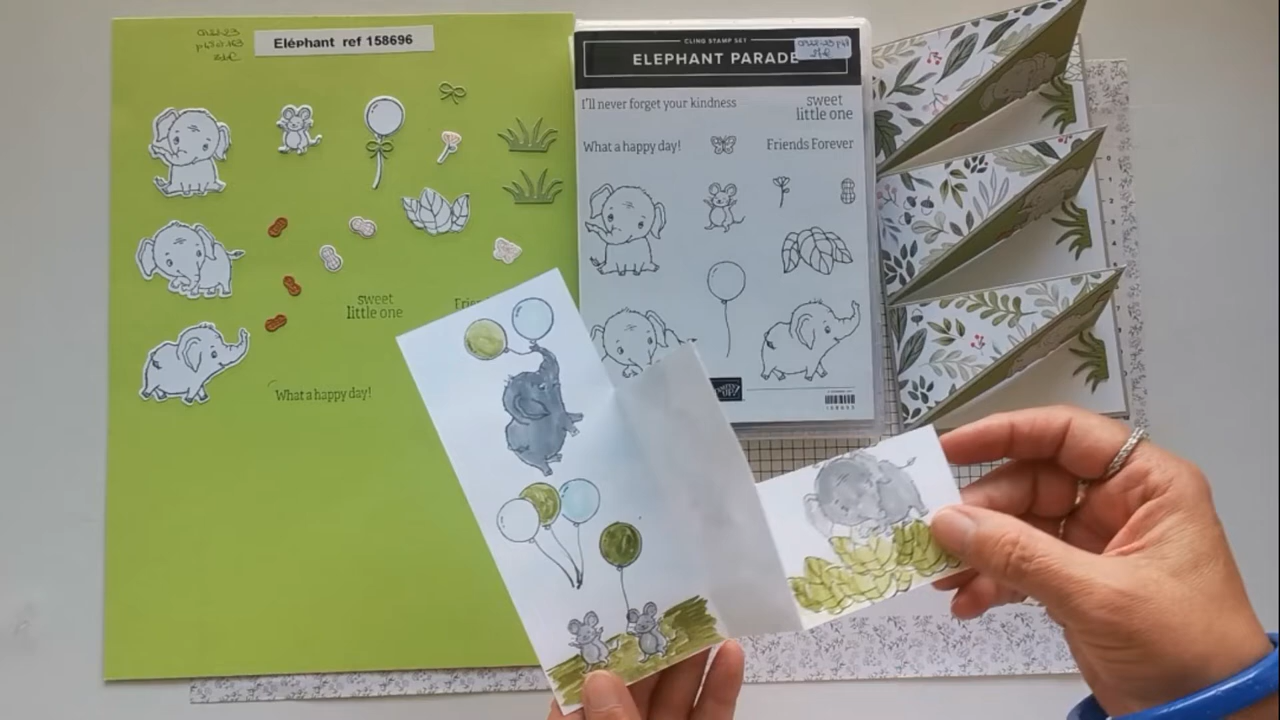 Eléphant ref 158696
CLING STAMP SET
ELEPHANT PARADE
I'll never forget your kindness
sweet
little one
What a happy day!
Friends Forever
sweet
little one
What a happy day!